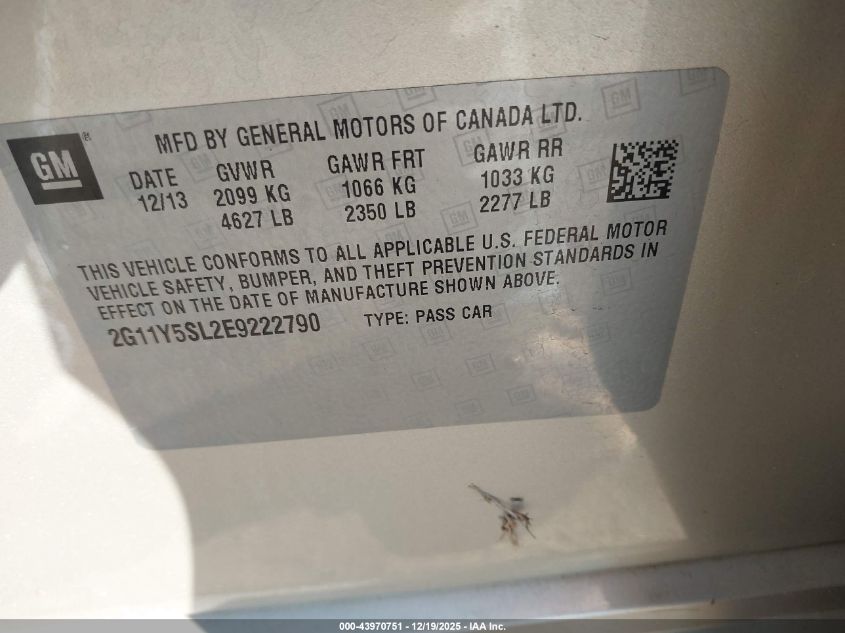 GM ®
MFD BY GENERAL MOTORS OF CANADA LTD.
DATE GVWR GAWR FRT GAWR RR
12/13 2099 KG 1066 KG 1033 KG
4627 LB 2350 LB 2277 LB
THIS VEHICLE CONFORMS TO ALL APPLICABLE U.S. FEDERAL MOTOR
VEHICLE SAFETY, BUMPER, AND THEFT PREVENTION STANDARDS IN
EFFECT ON THE DATE OF MANUFACTURE SHOWN ABOVE.
2G11Y5SL2E9222790 TYPE: PASS CAR
000-43970751 - 12/19/2025 - IAA Inc.